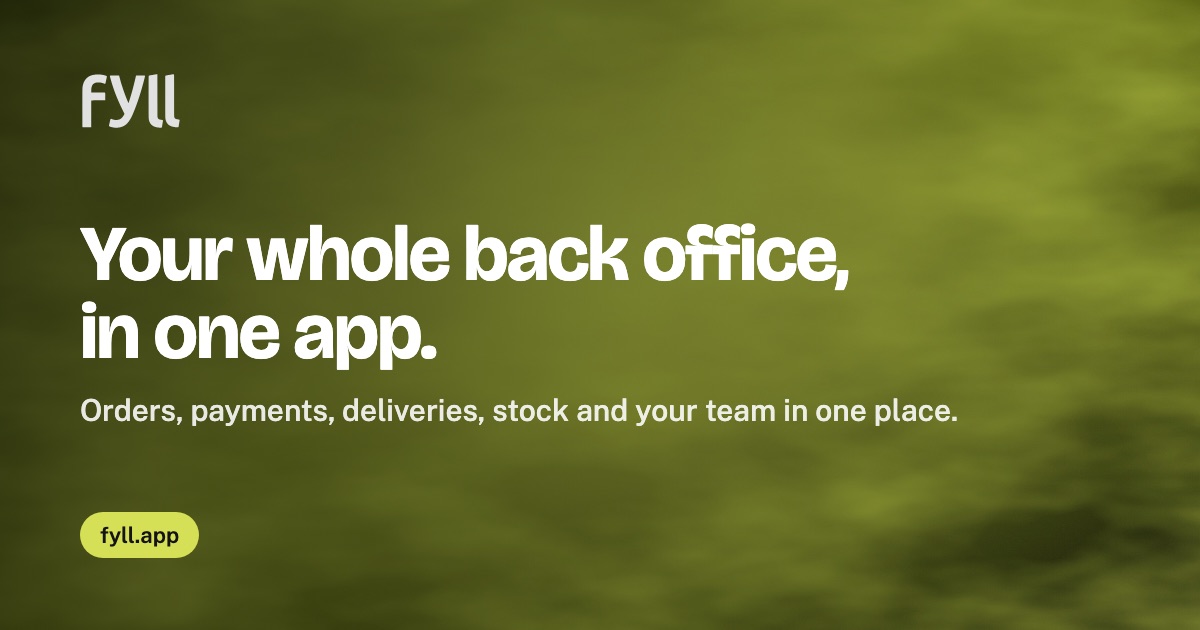 fyll
Your whole back office,
in one app.
Orders, payments, deliveries, stock and your team in one place.
fyll.app